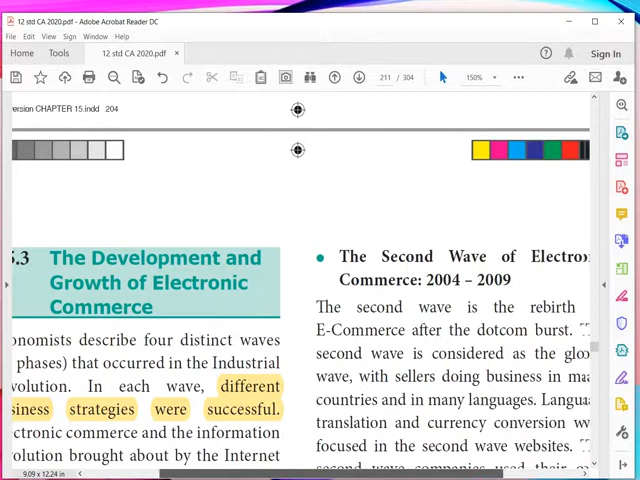 12 std CA 2020.pdf - Adobe Acrobat Reader DC
File Edit View Sign Window Help
Home Tools 12 std CA 2020.pdf × Sign In
211 / 304 150%
ersion CHAPTER 15.indd 204
5.3 The Development and
Growth of Electronic
Commerce
onomists describe four distinct waves
phases) that occurred in the Industrial
volution. In each wave, different
siness strategies were successful.
ectronic commerce and the information
volution brought about by the Internet
• The Second Wave of Electro
Commerce: 2004 – 2009
The second wave is the rebirth
E-Commerce after the dotcom burst.
second wave is considered as the glo
wave, with sellers doing business in ma
countries and in many languages. Langua
translation and currency conversion we
focused in the second wave websites.
second wave companies used their
9.09 x 12.24 in